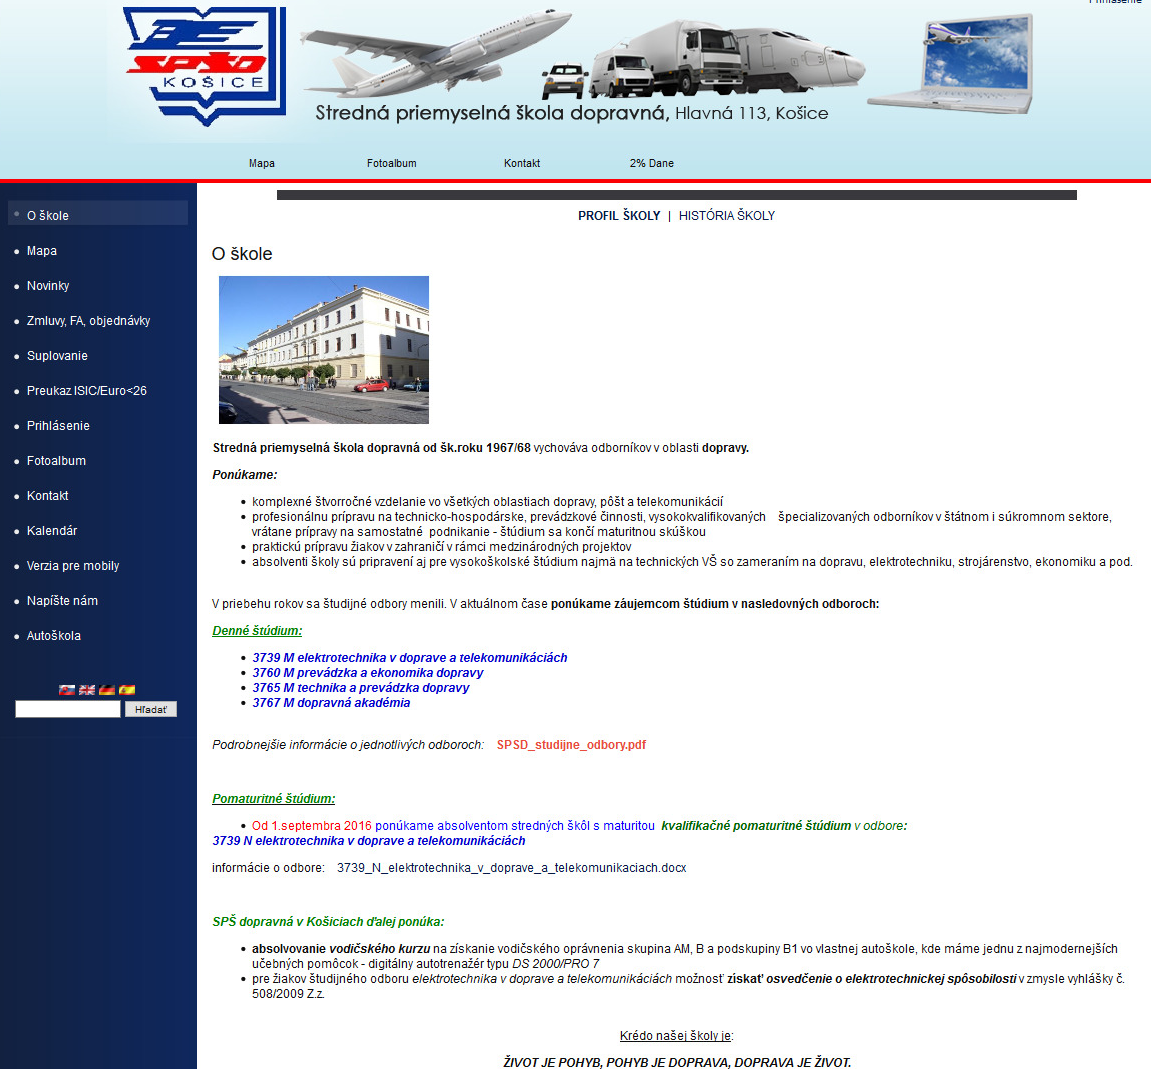 Prihlásenie
SPŠD
KOŠICE
Stredná priemyselná škola dopravná, Hlavná 113, Košice
Mapa
Fotoalbum
Kontakt
2% Dane
O škole
Mapa
Novinky
Zmluvy, FA, objednávky
Suplovanie
Preukaz ISIC/Euro<26
Prihlásenie
Fotoalbum
Kontakt
Kalendár
Verzia pre mobily
Napíšte nám
Autoškola
Hľadať
PROFIL ŠKOLY | HISTÓRIA ŠKOLY
O škole
Stredná priemyselná škola dopravná od šk.roku 1967/68 vychováva odborníkov v oblasti dopravy.
Ponúkame:
komplexné štvorročné vzdelanie vo všetkých oblastiach dopravy, pôšt a telekomunikácií
profesionálnu prípravu na technicko-hospodárske, prevádzkové činnosti, vysokokvalifikovaných špecializovaných odborníkov v štátnom i súkromnom sektore,
vrátane prípravy na samostatné podnikanie - štúdium sa končí maturitnou skúškou
praktickú prípravu žiakov v zahraničí v rámci medzinárodných projektov
absolventi školy sú pripravení aj pre vysokoškolské štúdium najmä na technických VŠ so zameraním na dopravu, elektrotechniku, strojárenstvo, ekonomiku a pod.
V priebehu rokov sa študijné odbory menili. V aktuálnom čase ponúkame záujemcom štúdium v nasledovných odboroch:
Denné štúdium:
3739 M elektrotechnika v doprave a telekomunikáciách
3760 M prevádzka a ekonomika dopravy
3765 M technika a prevádzka dopravy
3767 M dopravná akadémia
Podrobnejšie informácie o jednotlivých odboroch: SPSD_studijne_odbory.pdf
Pomaturitné štúdium:
Od 1.septembra 2016 ponúkame absolventom stredných škôl s maturitou kvalifikačné pomaturitné štúdium v odbore:
3739 N elektrotechnika v doprave a telekomunikáciách
informácie o odbore: 3739_N_elektrotechnika_v_doprave_a_telekomunikaciach.docx
SPŠ dopravná v Košiciach ďalej ponúka:
absolvovanie vodičského kurzu na získanie vodičského oprávnenia skupina AM, B a podskupiny B1 vo vlastnej autoškole, kde máme jednu z najmodernejších
učebných pomôcok - digitálny autotrenažér typu DS 2000/PRO 7
pre žiakov študijného odboru elektrotechnika v doprave a telekomunikáciách možnosť získať osvedčenie o elektrotechnickej spôsobilosti v zmysle vyhlášky č.
508/2009 Z.z.
Krédo našej školy je:
ŽIVOT JE POHYB, POHYB JE DOPRAVA, DOPRAVA JE ŽIVOT.